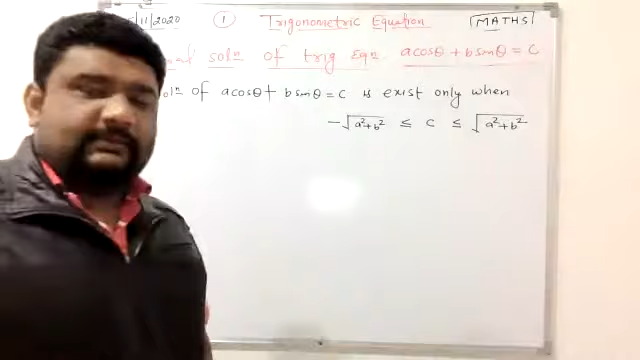 /11/2020 ① Trigonometric Equation MATHS
solⁿ of trig Eqⁿ acosθ + bsinθ = c
of acosθ + bsinθ = c is exist only when
-√a²+b² ≤ c ≤ √a²+b²